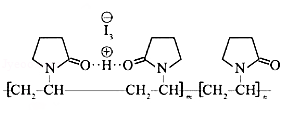 ⊖
I₃
⊕
O··H··O O
N N N
[CH₂—CH CH₂—CH]ₘ [CH₂—CH]ₙ